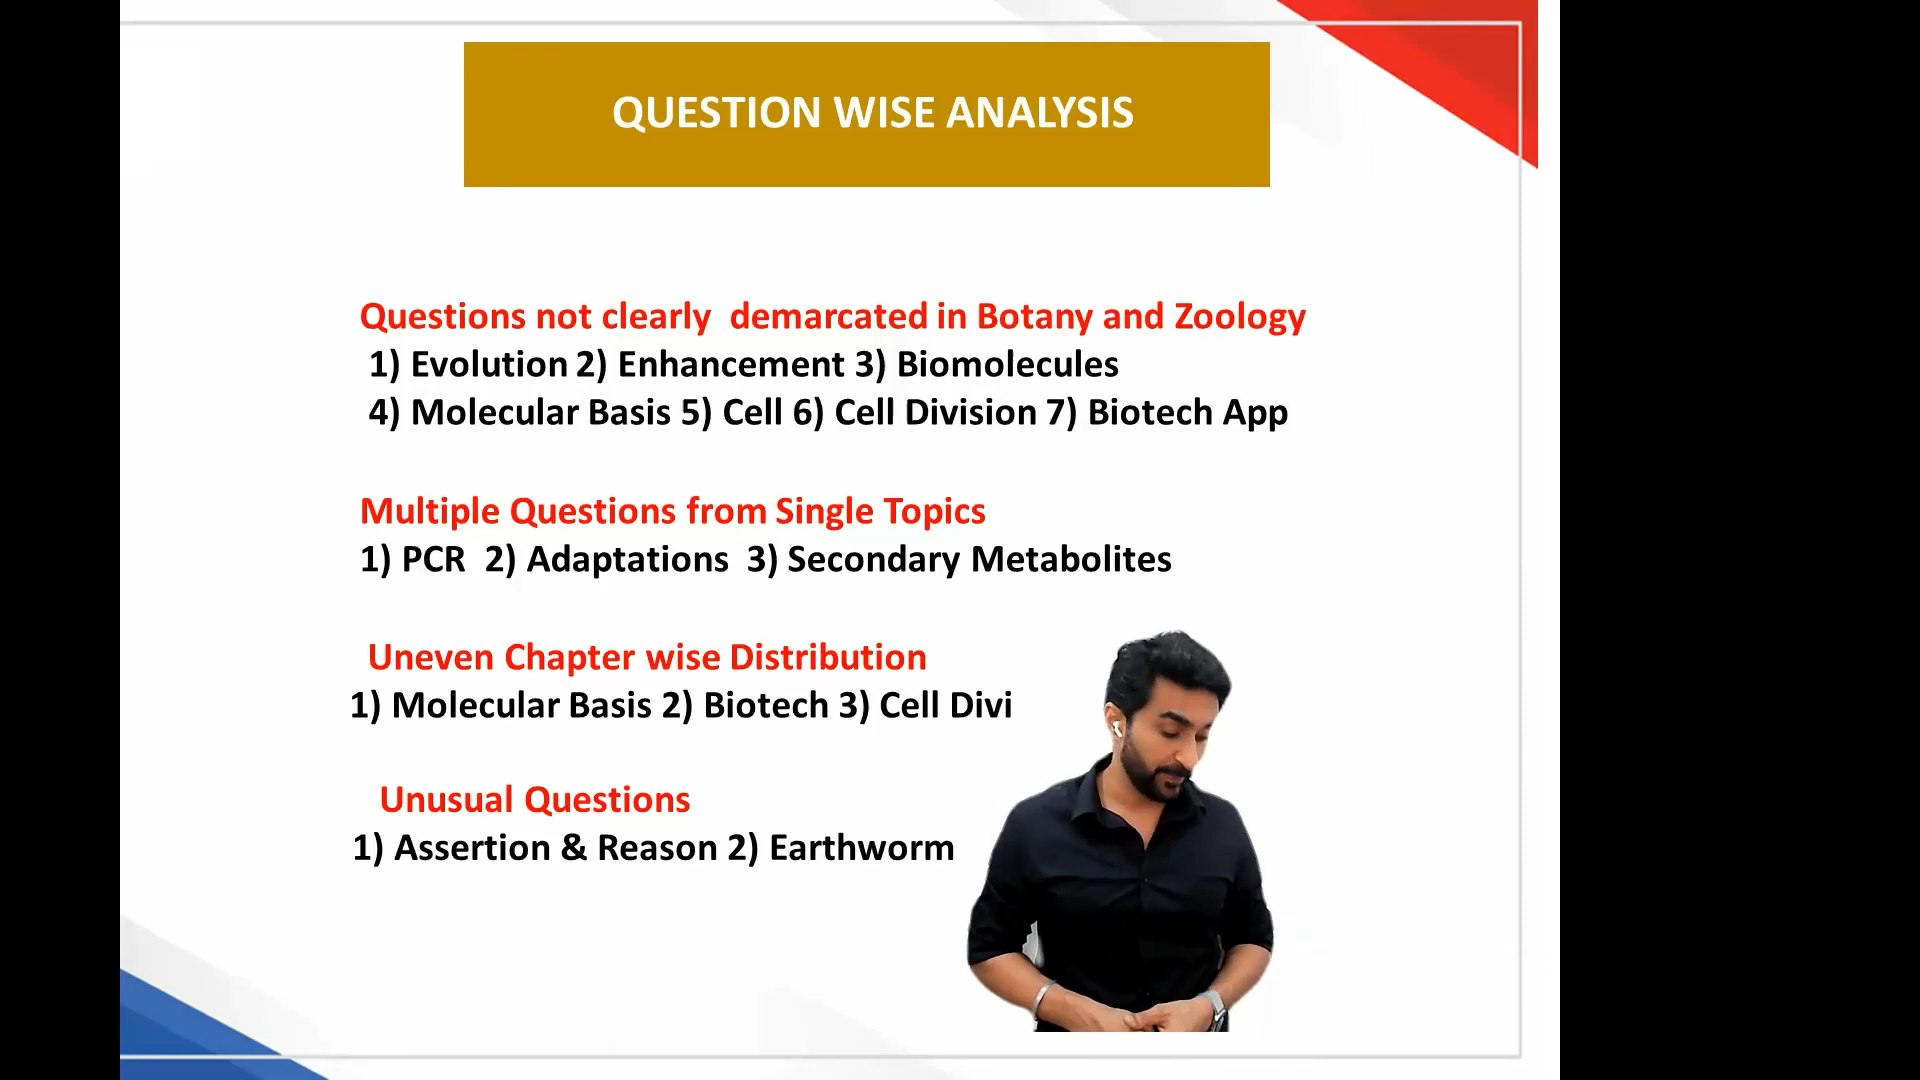 QUESTION WISE ANALYSIS
Questions not clearly demarcated in Botany and Zoology
1) Evolution 2) Enhancement 3) Biomolecules
4) Molecular Basis 5) Cell 6) Cell Division 7) Biotech App
Multiple Questions from Single Topics
1) PCR 2) Adaptations 3) Secondary Metabolites
Uneven Chapter wise Distribution
1) Molecular Basis 2) Biotech 3) Cell Divi
Unusual Questions
1) Assertion & Reason 2) Earthworm